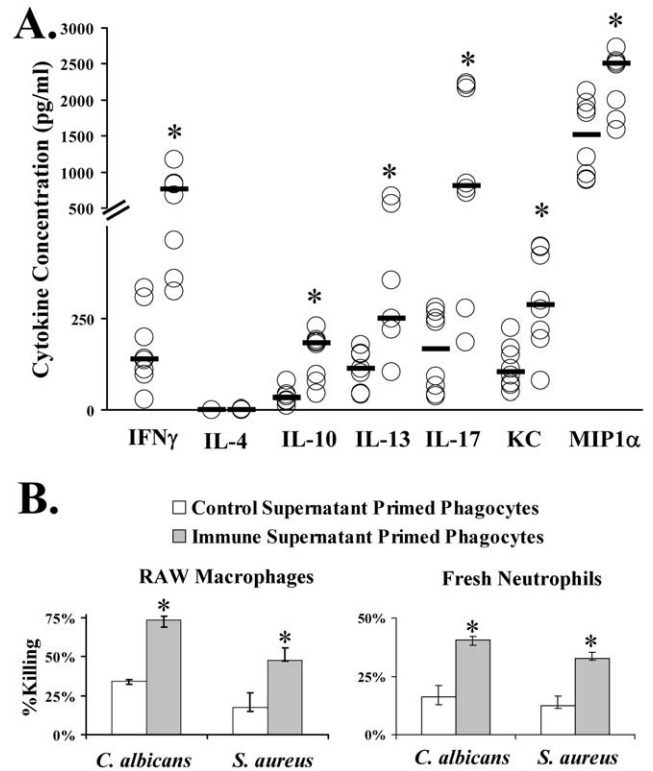 A.
Cytokine Concentration (pg/ml)
3000
2500
2000
1500
1000
500
250
0
* * * * * *
IFNγ IL-4 IL-10 IL-13 IL-17 KC MIP1α
B.
Control Supernatant Primed Phagocytes
Immune Supernatant Primed Phagocytes
RAW Macrophages
Fresh Neutrophils
%Killing
75%
50%
25%
0%
* *
C. albicans S. aureus
50%
25%
0%
* *
C. albicans S. aureus